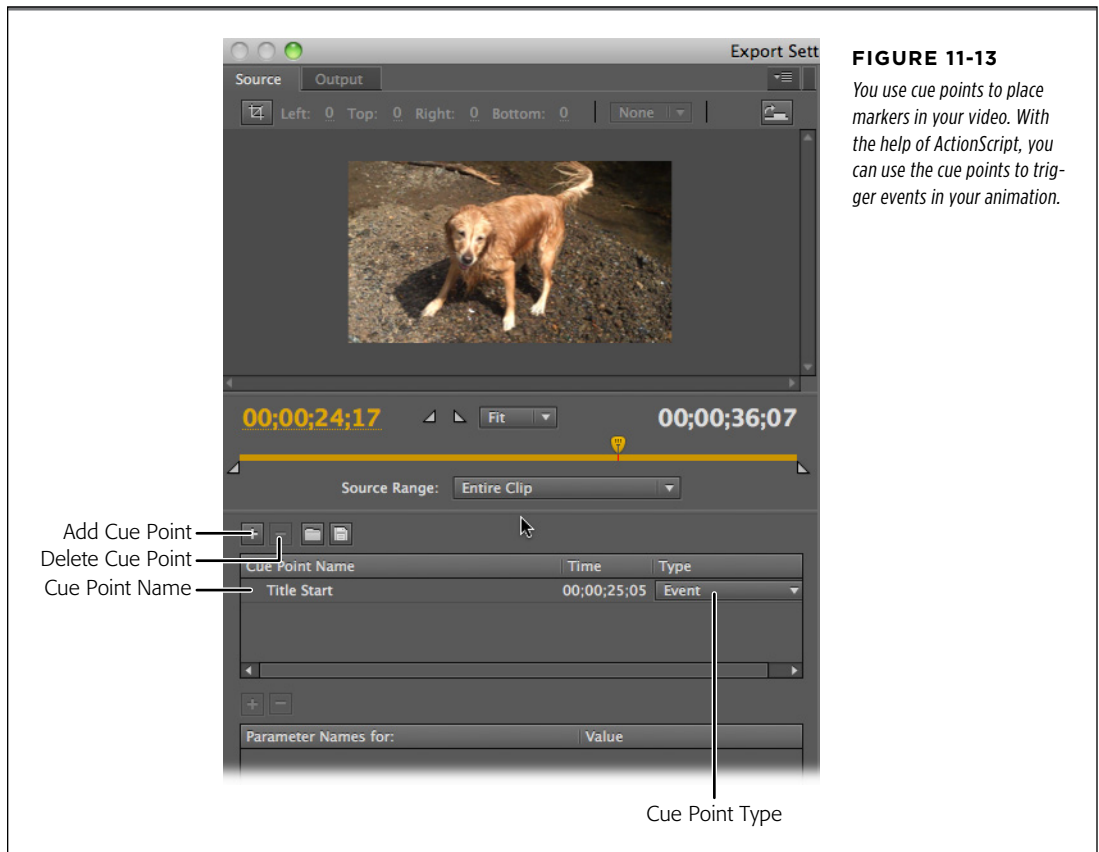 Export Sett
Source Output
Left: 0 Top: 0 Right: 0 Bottom: 0 None
00;00;24;17 Fit 00;00;36;07
Source Range: Entire Clip
Cue Point Name Time Type
Title Start 00;00;25;05 Event
Parameter Names for: Value
Add Cue Point
Delete Cue Point
Cue Point Name
Cue Point Type
FIGURE 11-13
You use cue points to place
markers in your video. With
the help of ActionScript, you
can use the cue points to trig-
ger events in your animation.